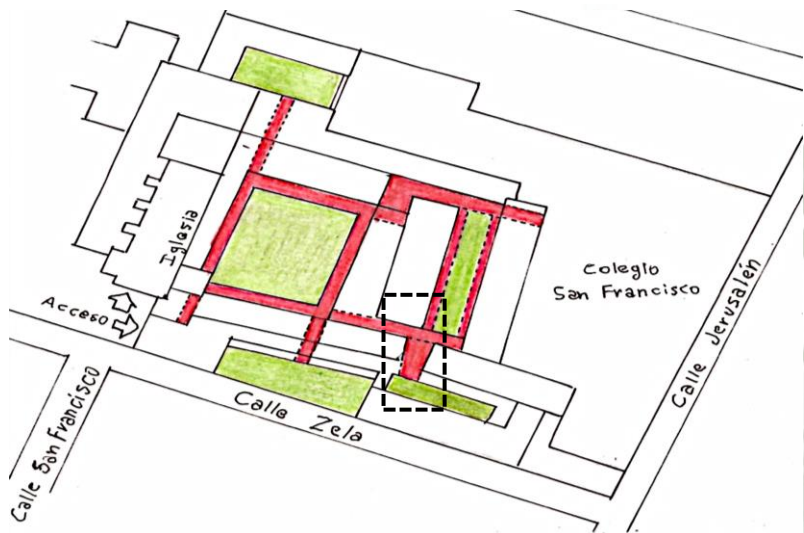 Iglesia
Acceso
Colegio
San Francisco
Calle Jerusalén
Calle Zela
Calle San Francisco